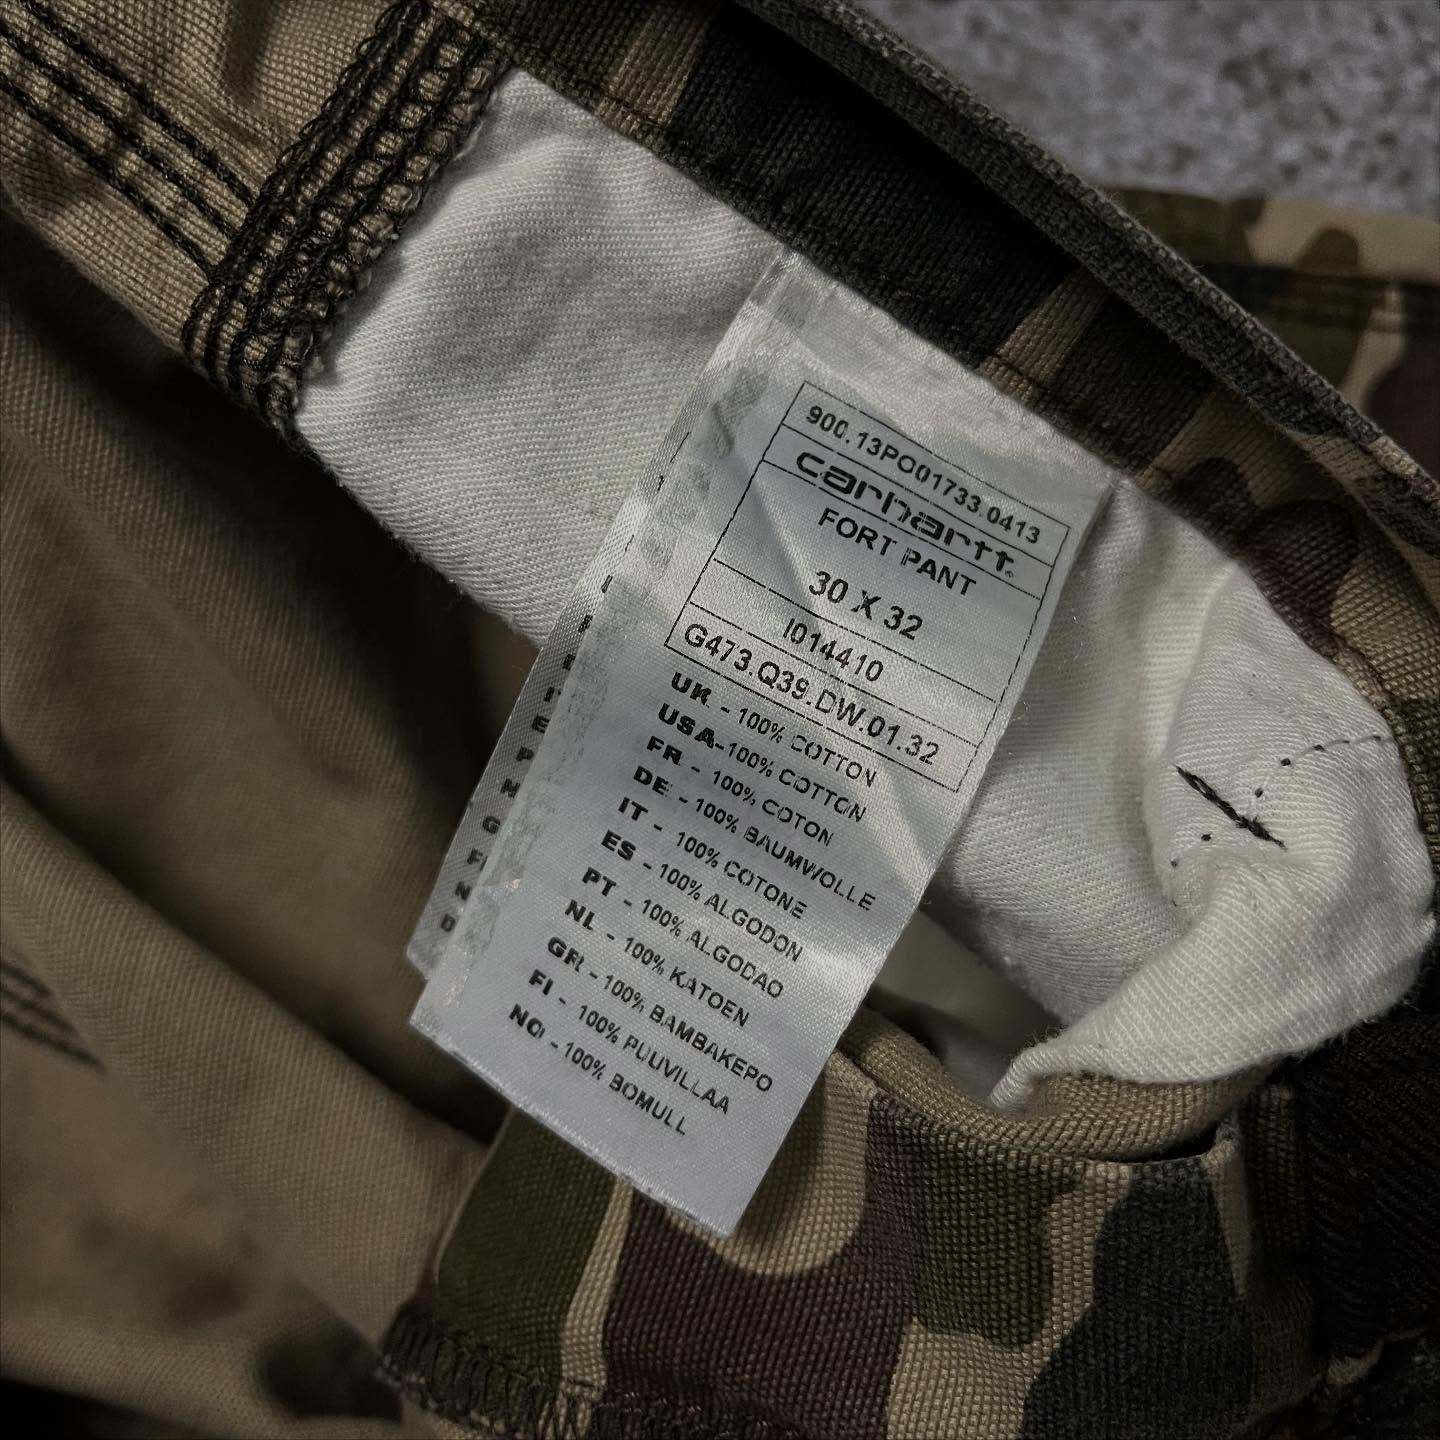 900.13PO01733.0413
carhartt.
FORT PANT
30 X 32
I014410
G473.Q39.DW.01.32
UK - 100% COTTON
USA-100% COTTON
FR - 100% COTON
DE - 100% BAUMWOLLE
IT - 100% COTONE
ES - 100% ALGODON
PT - 100% ALGODAO
NL - 100% KATOEN
GR - 100% BAMBAKEPO
FI - 100% PUUVILLAA
NO - 100% BOMULL